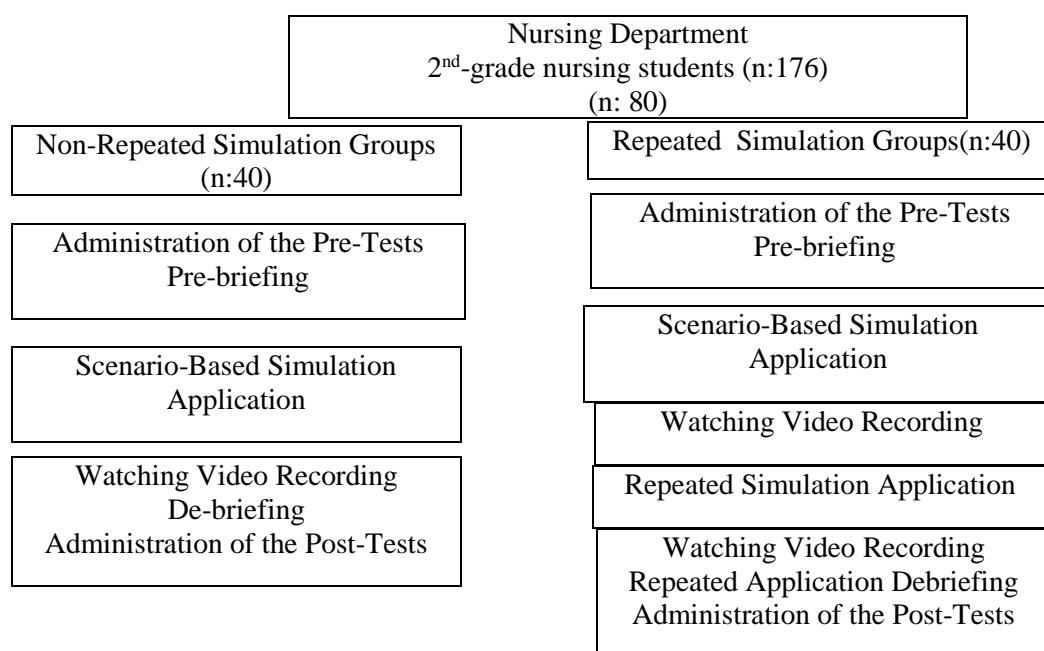 Nursing Department
2nd-grade nursing students (n:176)
(n: 80)
Non-Repeated Simulation Groups
(n:40)
Administration of the Pre-Tests
Pre-briefing
Scenario-Based Simulation
Application
Watching Video Recording
De-briefing
Administration of the Post-Tests
Repeated Simulation Groups(n:40)
Administration of the Pre-Tests
Pre-briefing
Scenario-Based Simulation
Application
Watching Video Recording
Repeated Simulation Application
Watching Video Recording
Repeated Application Debriefing
Administration of the Post-Tests